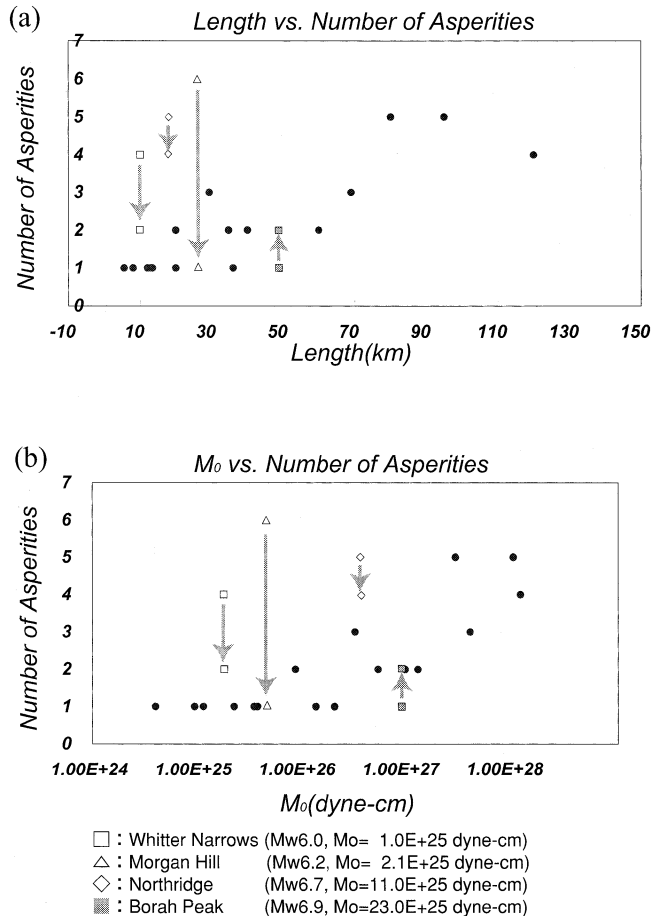 (a)
Length vs. Number of Asperities
7
6
5
4
3
2
1
0
Number of Asperities
-10 10 30 50 70 90 110 130 150
Length(km)
(b)
M0 vs. Number of Asperities
7
6
5
4
3
2
1
0
Number of Asperities
1.00E+24 1.00E+25 1.00E+26 1.00E+27 1.00E+28
M0(dyne-cm)
□ : Whitter Narrows (Mw6.0, Mo= 1.0E+25 dyne-cm)
△ : Morgan Hill (Mw6.2, Mo= 2.1E+25 dyne-cm)
◇ : Northridge (Mw6.7, Mo=11.0E+25 dyne-cm)
■ : Borah Peak (Mw6.9, Mo=23.0E+25 dyne-cm)